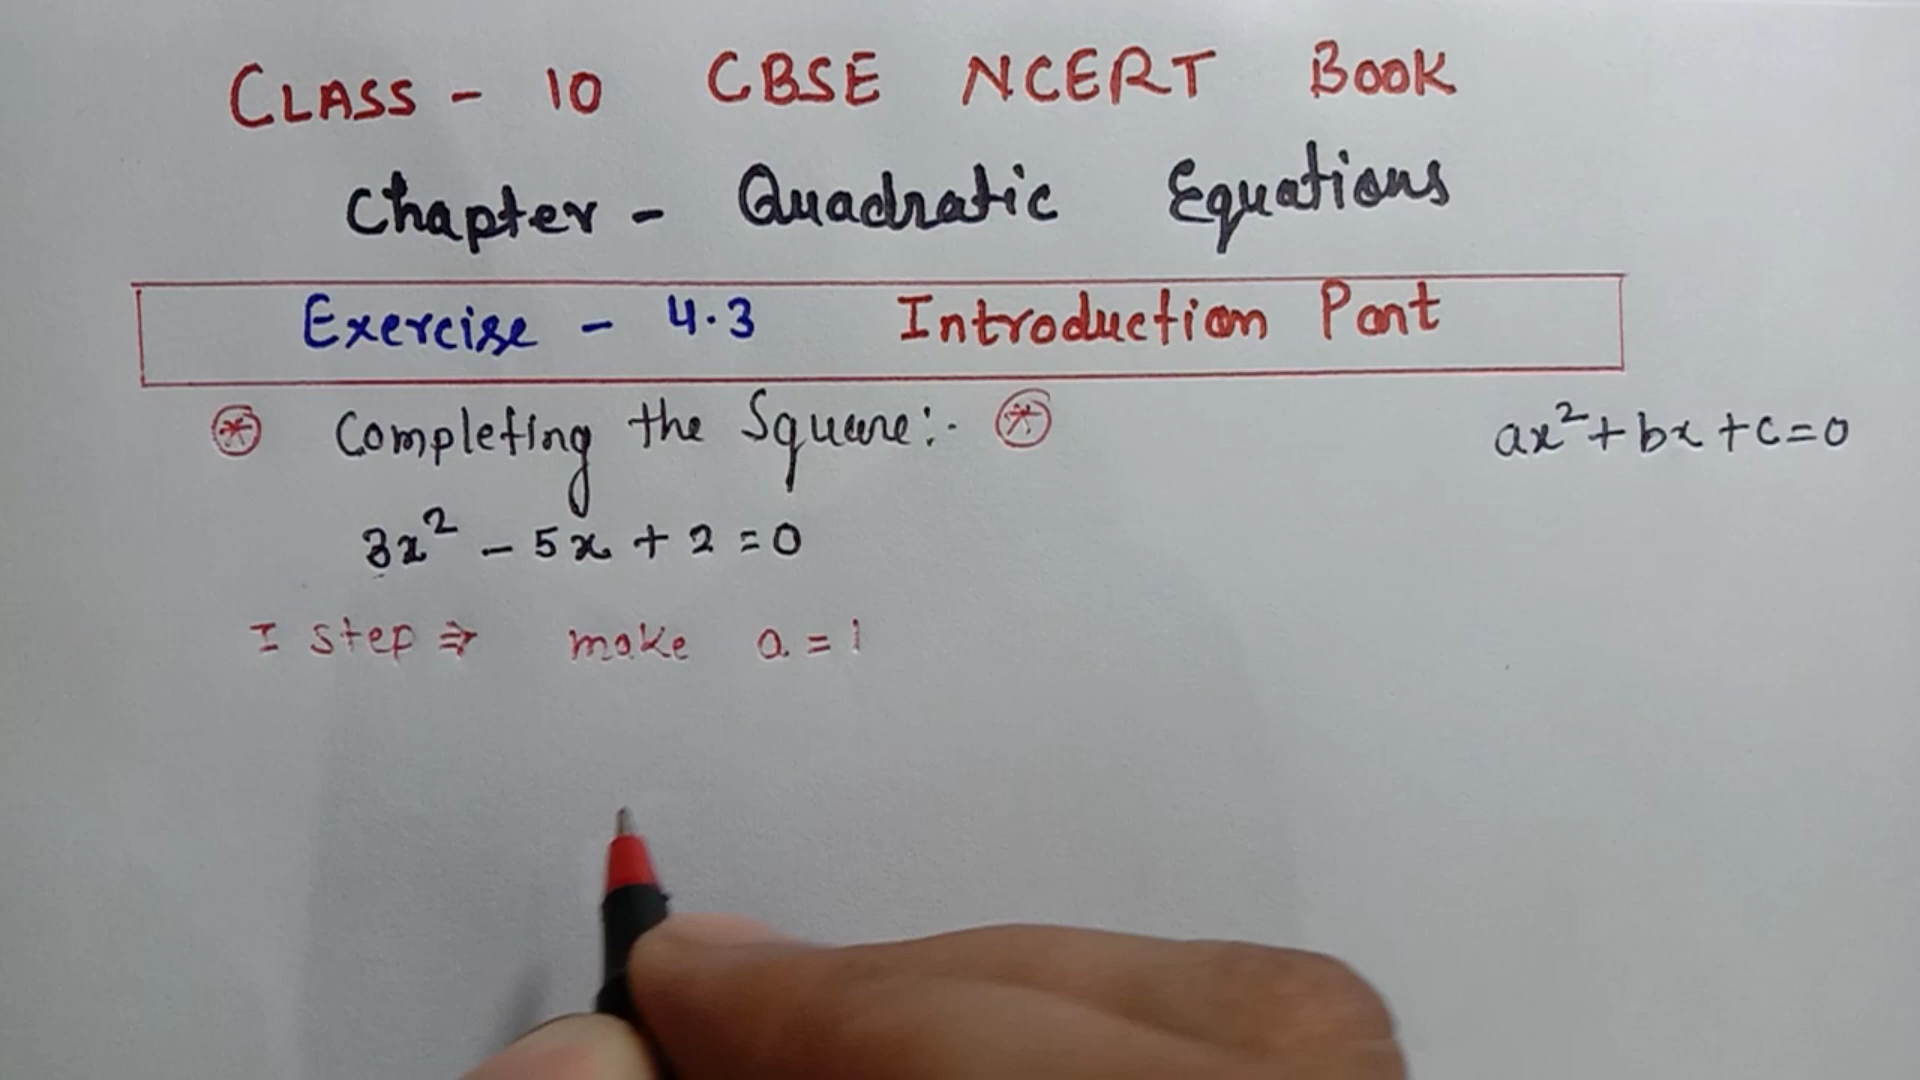 CLASS - 10 CBSE NCERT BOOK
Chapter - Quadratic Equations
Exercise - 4.3 Introduction Part
* Completing the Square:- *
ax²+bx+c=0
3x² - 5x + 2 = 0
I step ⇒ make a = 1